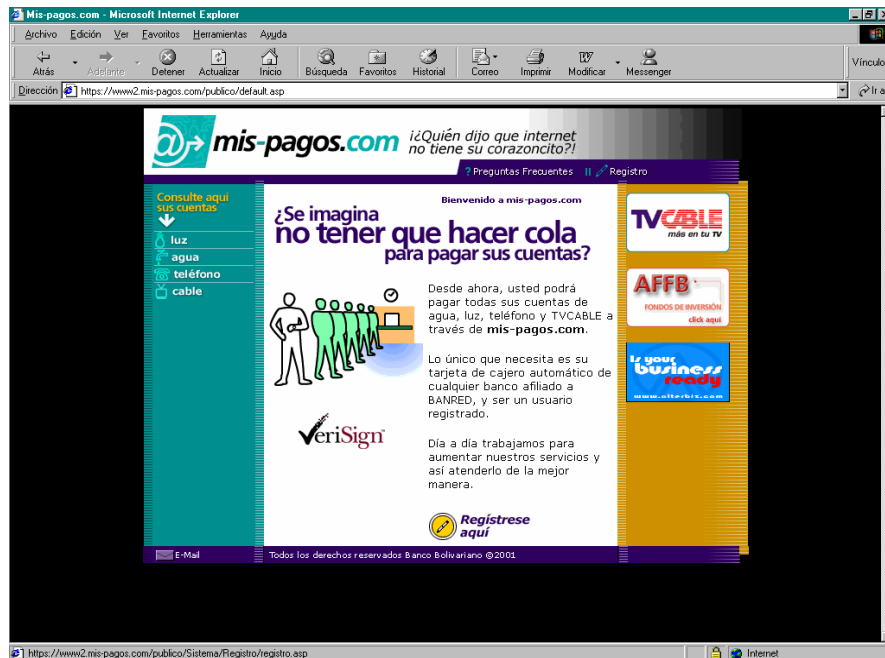 Mis-pagos.com - Microsoft Internet Explorer
Archivo Edición Ver Favoritos Herramientas Ayuda
Atrás Adelante Detener Actualizar Inicio Búsqueda Favoritos Historial Correo Imprimir Modificar Messenger
Vínculo
Dirección https://www2.mis-pagos.com/publico/default.asp
Ir a
@ mis-pagos.com
¡¿Quién dijo que internet
no tiene su corazoncito?!
? Preguntas Frecuentes Registro
Consulte aqui
sus cuentas
luz
agua
teléfono
cable
Bienvenido a mis-pagos.com
¿Se imagina
no tener que hacer cola
para pagar sus cuentas?
Desde ahora, usted podrá
pagar todas sus cuentas de
agua, luz, teléfono y TVCABLE a
través de mis-pagos.com.
Lo único que necesita es su
tarjeta de cajero automático de
cualquier banco afiliado a
BANRED, y ser un usuario
registrado.
VeriSign
Día a día trabajamos para
aumentar nuestros servicios y
así atenderlo de la mejor
manera.
Regístrese
aquí
TVCABLE
más en tu TV
AFFB
FONDOS DE INVERSIÓN
click aquí
Is your
business
ready
www.alterbiz.com
E-Mail
Todos los derechos reservados Banco Bolivariano ©2001
https://www2.mis-pagos.com/publico/Sistema/Registro/registro.asp
Internet